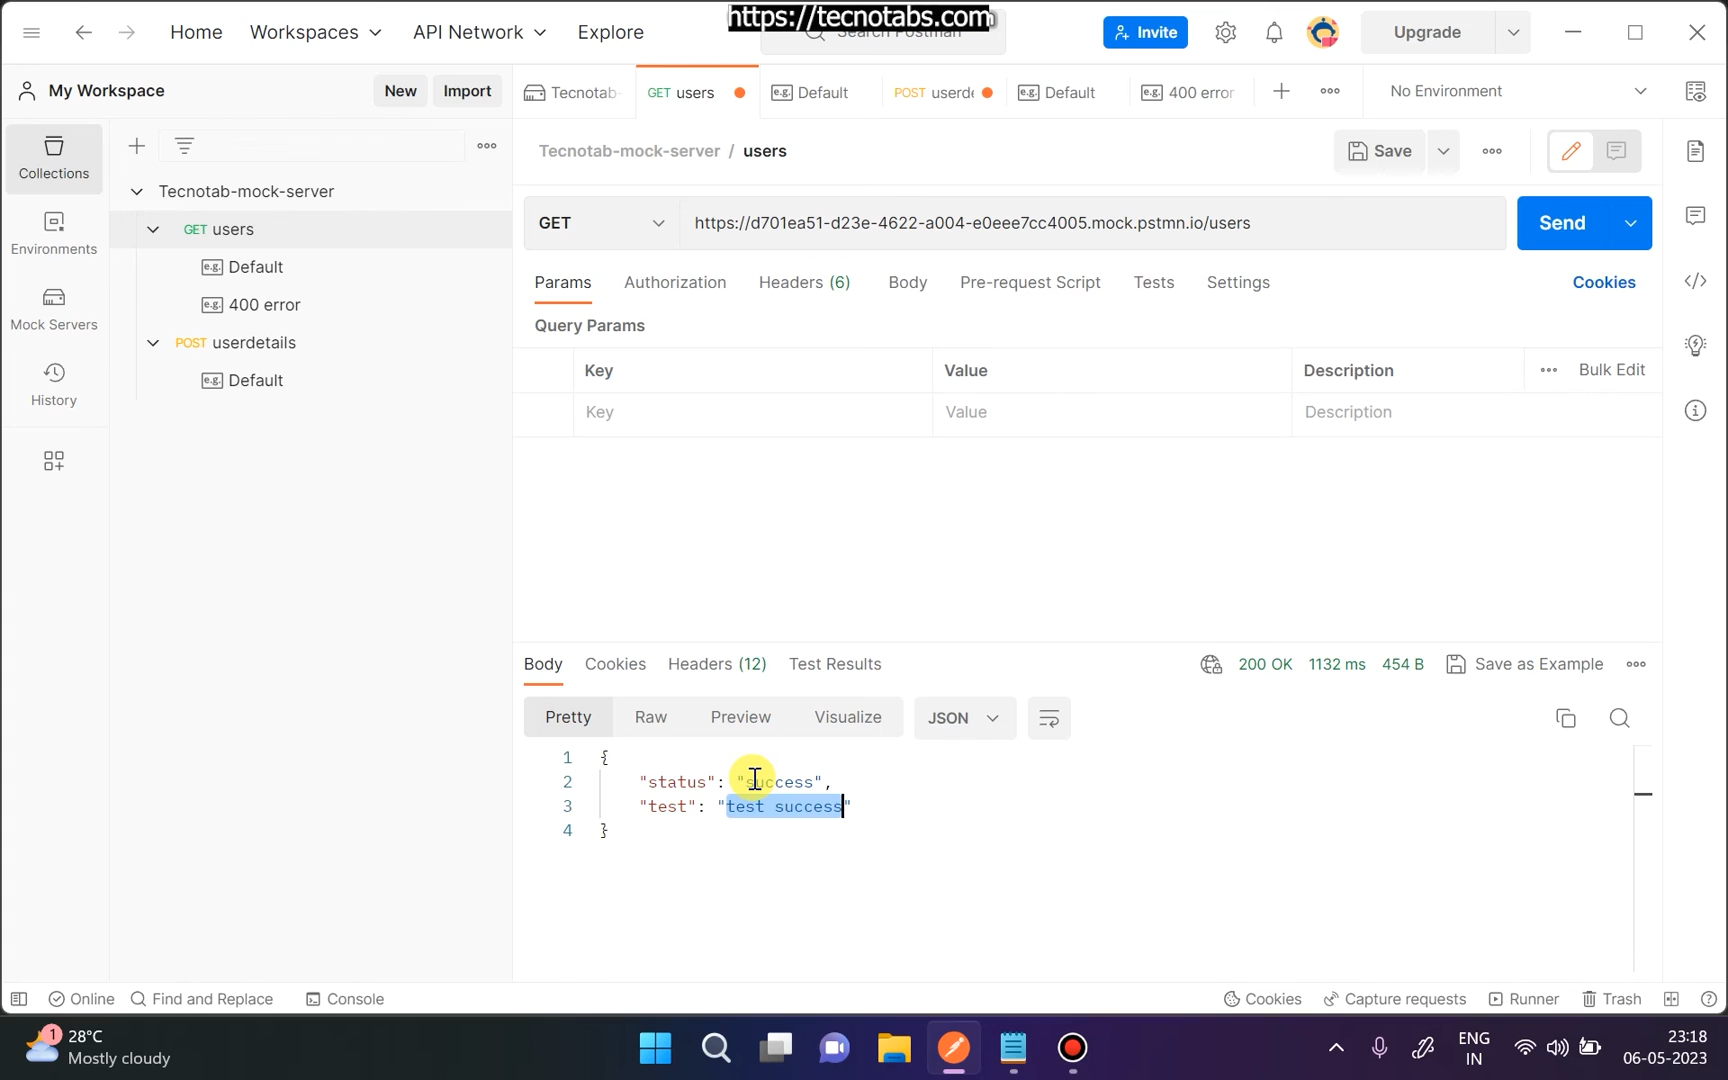 https://tecnotabs.com
Home
Workspaces
API Network
Explore
Search Postman
Invite
Upgrade
My Workspace
New
Import
Tecnotab-
GET users
e.g. Default
POST userde
e.g. Default
e.g. 400 error
No Environment
Collections
Environments
Mock Servers
History
Tecnotab-mock-server
GET users
e.g. Default
e.g. 400 error
POST userdetails
e.g. Default
Tecnotab-mock-server / users
Save
GET
https://d701ea51-d23e-4622-a004-e0eee7cc4005.mock.pstmn.io/users
Send
Params
Authorization
Headers (6)
Body
Pre-request Script
Tests
Settings
Cookies
Query Params
Key
Value
Description
Bulk Edit
Key
Value
Description
Body
Cookies
Headers (12)
Test Results
200 OK
1132 ms
454 B
Save as Example
Pretty
Raw
Preview
Visualize
JSON
1 {
2 "status": "success",
3 "test": "test success"
4 }
Online
Find and Replace
Console
Cookies
Capture requests
Runner
Trash
1
28°C
Mostly cloudy
ENG
IN
23:18
06-05-2023